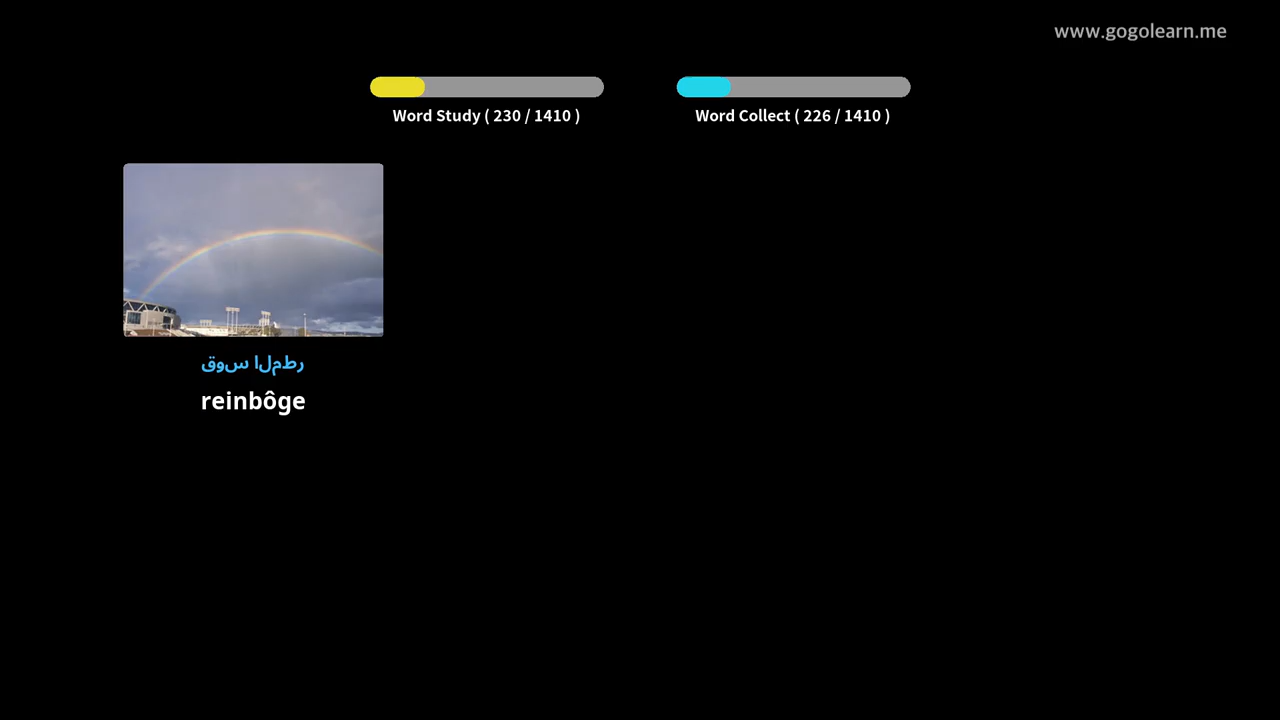 www.gogolearn.me
Word Study ( 230 / 1410 )
Word Collect ( 226 / 1410 )
قوس المطر
reinbôge